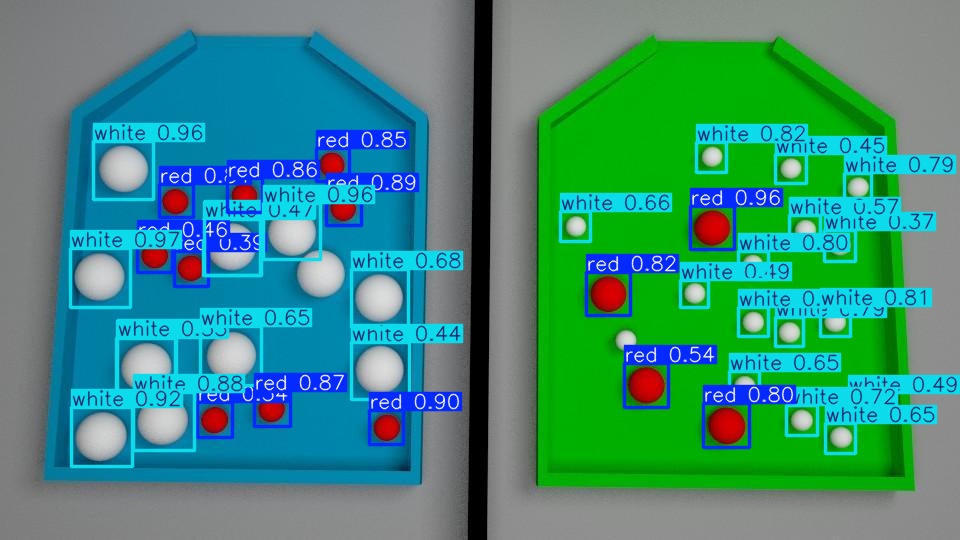 white 0.96
red 0.85
red 0.86
red 0.89
white 0.96
white 0.47
red 0.46
white 0.97
white 0.68
white 0.65
white 0.44
white 0.88
red 0.87
white 0.92
red 0.90
white 0.82
white 0.45
white 0.79
white 0.66
red 0.96
white 0.57
white 0.37
white 0.80
red 0.82
white 0.49
white 0.81
red 0.54
white 0.65
white 0.49
red 0.80
white 0.72
white 0.65